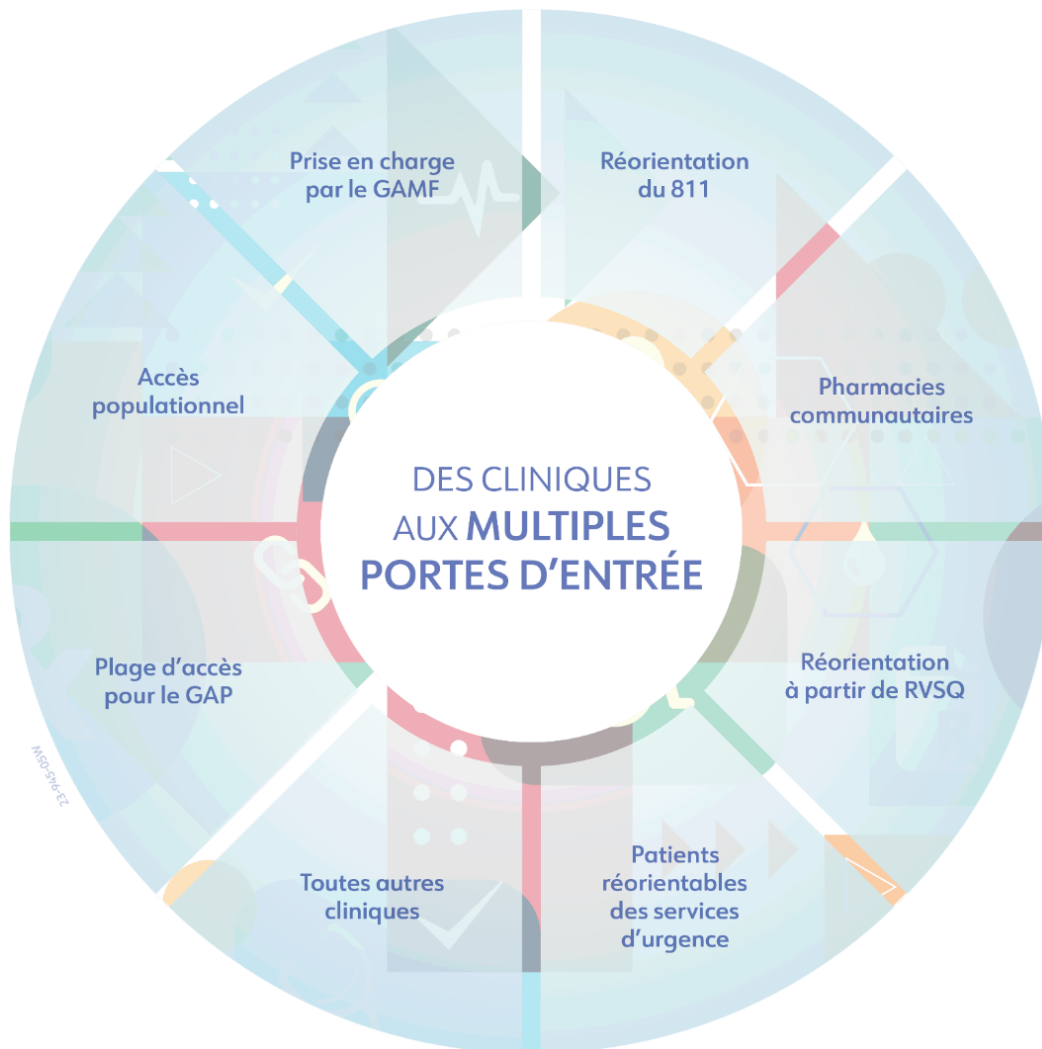 Prise en charge
par le GAMF
Réorientation
du 811
Accès
populationnel
Pharmacies
communautaires
DES CLINIQUES
AUX MULTIPLES
PORTES D'ENTRÉE
Plage d'accès
pour le GAP
Réorientation
à partir de RVSQ
Toutes autres
cliniques
Patients
réorientables
des services
d'urgence
23-945-05W